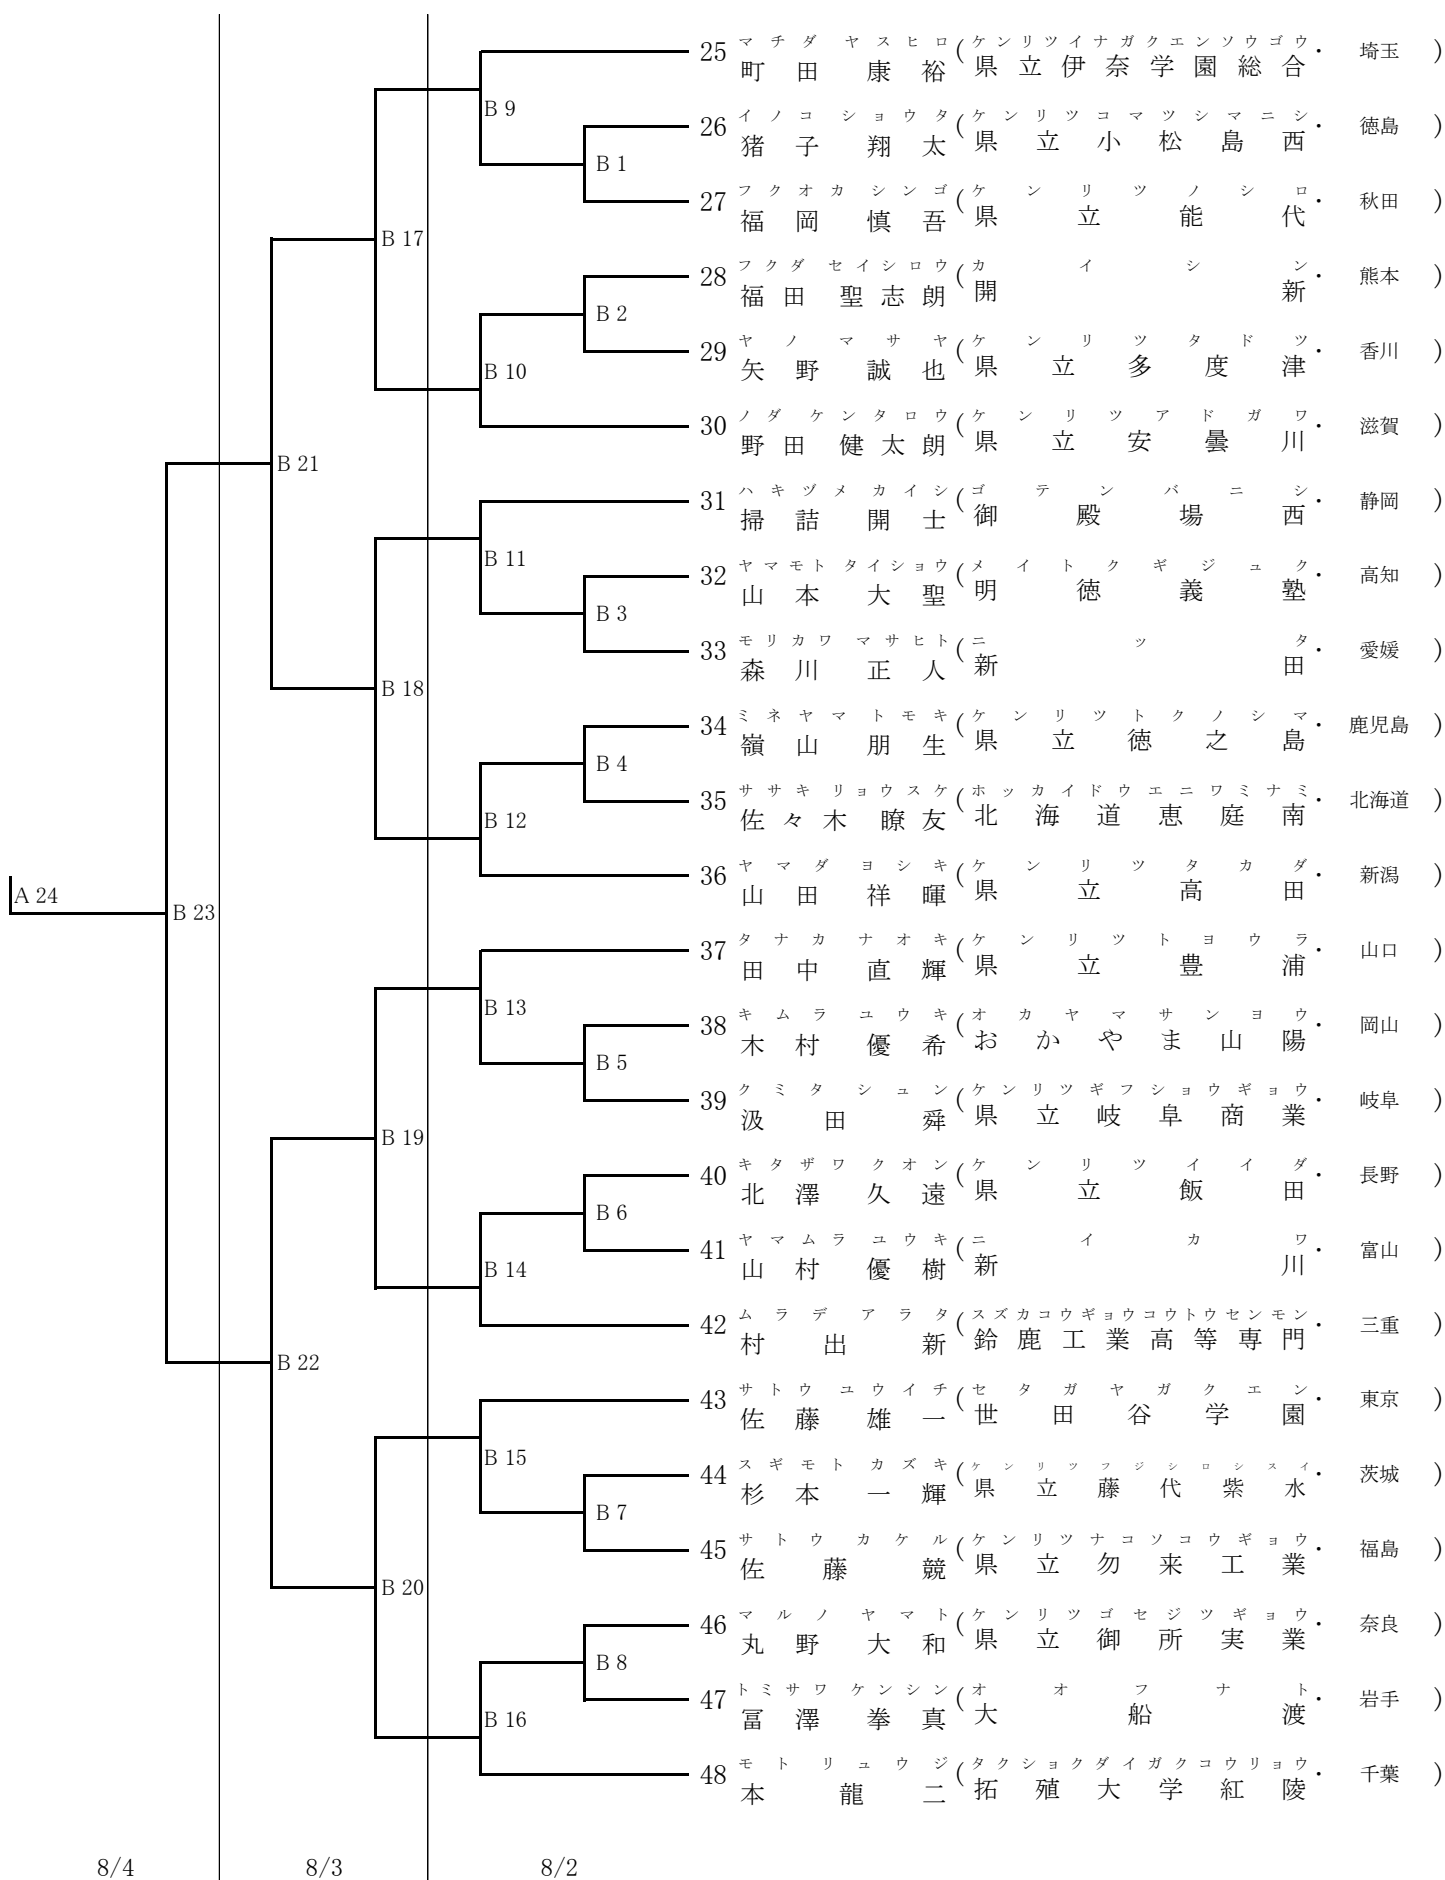 マチダ ヤスヒロ ケンリツイナガクエンソウゴウ
25 町田 康裕 (県立伊奈学園総合・ 埼玉 )
B 9
イノコ ショウタ ケンリツコマツシマニシ
26 猪子 翔太 (県立小松島西・ 徳島 )
B 1
フクオカ シンゴ ケンリツノシロ
27 福岡 慎吾 (県立能代・ 秋田 )
B 17
フクダ セイシロウ カイシン
28 福田 聖志朗 (開新・ 熊本 )
B 2
ヤノ マサヤ ケンリツタドツ
29 矢野 誠也 (県立多度津・ 香川 )
B 10
ノダ ケンタロウ ケンリツアドガワ
30 野田 健太朗 (県立安曇川・ 滋賀 )
B 21
ハキヅメ カイシ ゴテンバニシ
31 掃詰 開士 (御殿場西・ 静岡 )
B 11
ヤマモト タイショウ メイトクギジュク
32 山本 大聖 (明徳義塾・ 高知 )
B 3
モリカワ マサヒト ニッタ
33 森川 正人 (新田・ 愛媛 )
B 18
ミネヤマ トモキ ケンリツトクノシマ
34 嶺山 朋生 (県立徳之島・ 鹿児島 )
B 4
ササキ リョウスケ ホッカイドウエニワミナミ
35 佐々木 瞭友 (北海道恵庭南・ 北海道 )
B 12
ヤマダ ヨシキ ケンリツタカダ
36 山田 祥暉 (県立高田・ 新潟 )
A 24
B 23
タナカ ナオキ ケンリツトヨウラ
37 田中 直輝 (県立豊浦・ 山口 )
B 13
キムラ ユウキ オカヤマサンヨウ
38 木村 優希 (おかやま山陽・ 岡山 )
B 5
クミタ シュン ケンリツギフショウギョウ
39 汲田 舜 (県立岐阜商業・ 岐阜 )
B 19
キタザワ クオン ケンリツイイダ
40 北澤 久遠 (県立飯田・ 長野 )
B 6
ヤマムラ ユウキ ニイカワ
41 山村 優樹 (新川・ 富山 )
B 14
ムラデ アラタ スズカコウギョウコウトウセンモン
42 村出 新 (鈴鹿工業高等専門・ 三重 )
B 22
サトウ ユウイチ セタガヤガクエン
43 佐藤 雄一 (世田谷学園・ 東京 )
B 15
スギモト カズキ ケンリツフジシロシスイ
44 杉本 一輝 (県立藤代紫水・ 茨城 )
B 7
サトウ カケル ケンリツナコソコウギョウ
45 佐藤 競 (県立勿来工業・ 福島 )
B 20
マルノ ヤマト ケンリツゴセジツギョウ
46 丸野 大和 (県立御所実業・ 奈良 )
B 8
トミサワ ケンシン オオフナト
47 冨澤 拳真 (大船渡・ 岩手 )
B 16
モト リュウジ タクショクダイガクコウリョウ
48 本 龍二 (拓殖大学紅陵・ 千葉 )
8/4 8/3 8/2